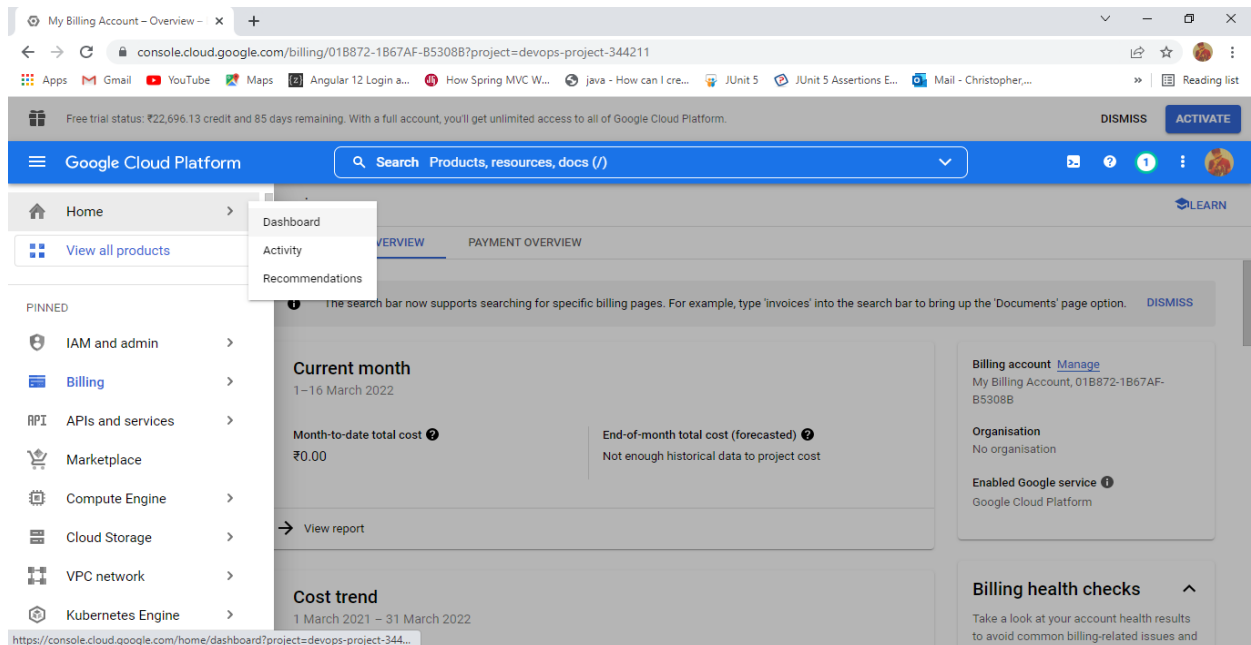 My Billing Account – Overview –
console.cloud.google.com/billing/01B872-1B67AF-B5308B?project=devops-project-344211
Apps Gmail YouTube Maps Angular 12 Login a... How Spring MVC W... java - How can I cre... JUnit 5 JUnit 5 Assertions E... Mail - Christopher,... » Reading list
Free trial status: ₹22,696.13 credit and 85 days remaining. With a full account, you'll get unlimited access to all of Google Cloud Platform. DISMISS ACTIVATE
Google Cloud Platform Search Products, resources, docs (/) 1
Home
LEARN
Dashboard
View all products
VERVIEW PAYMENT OVERVIEW
Activity
Recommendations
PINNED
The search bar now supports searching for specific billing pages. For example, type 'invoices' into the search bar to bring up the 'Documents' page option. DISMISS
IAM and admin
Billing
API APIs and services
Marketplace
Compute Engine
Cloud Storage
VPC network
Kubernetes Engine
Current month
1–16 March 2022
Month-to-date total cost
₹0.00
End-of-month total cost (forecasted)
Not enough historical data to project cost
View report
Cost trend
1 March 2021 – 31 March 2022
Billing account Manage
My Billing Account, 01B872-1B67AF-
B5308B
Organisation
No organisation
Enabled Google service
Google Cloud Platform
Billing health checks
Take a look at your account health results
to avoid common billing-related issues and
https://console.cloud.google.com/home/dashboard?project=devops-project-344...